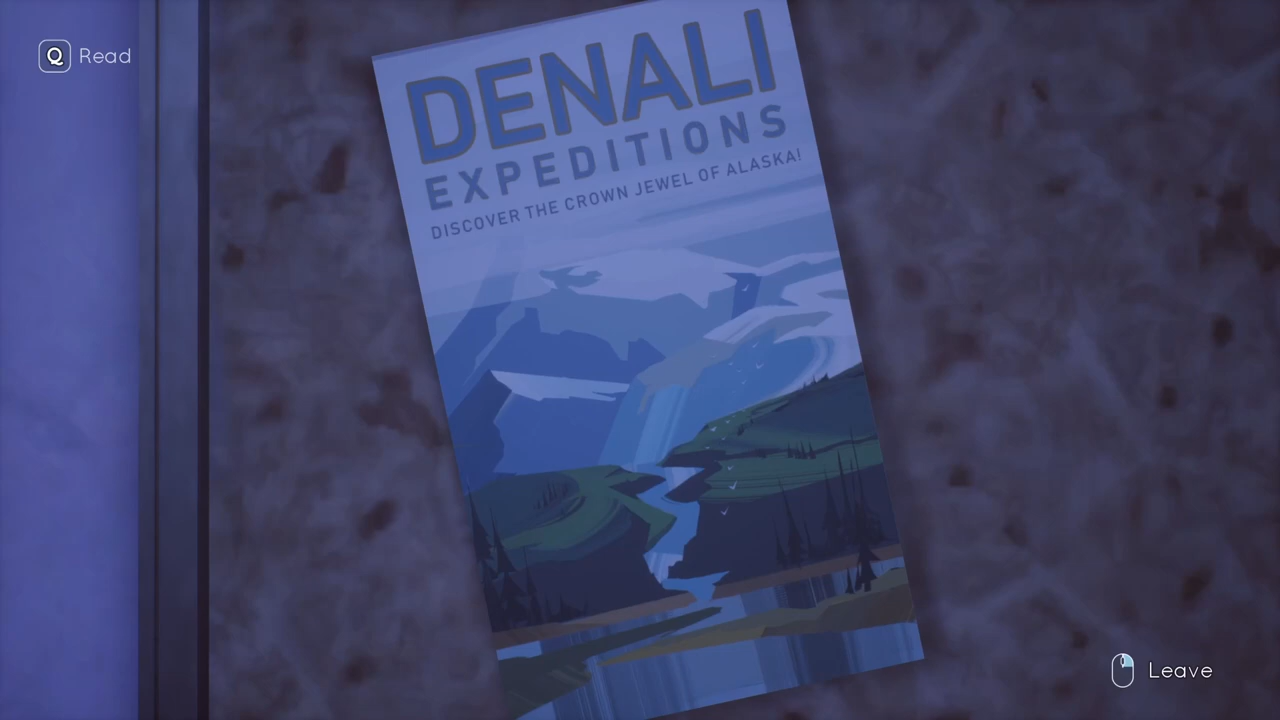 Q Read
DENALI
EXPEDITIONS
DISCOVER THE CROWN JEWEL OF ALASKA!
Leave